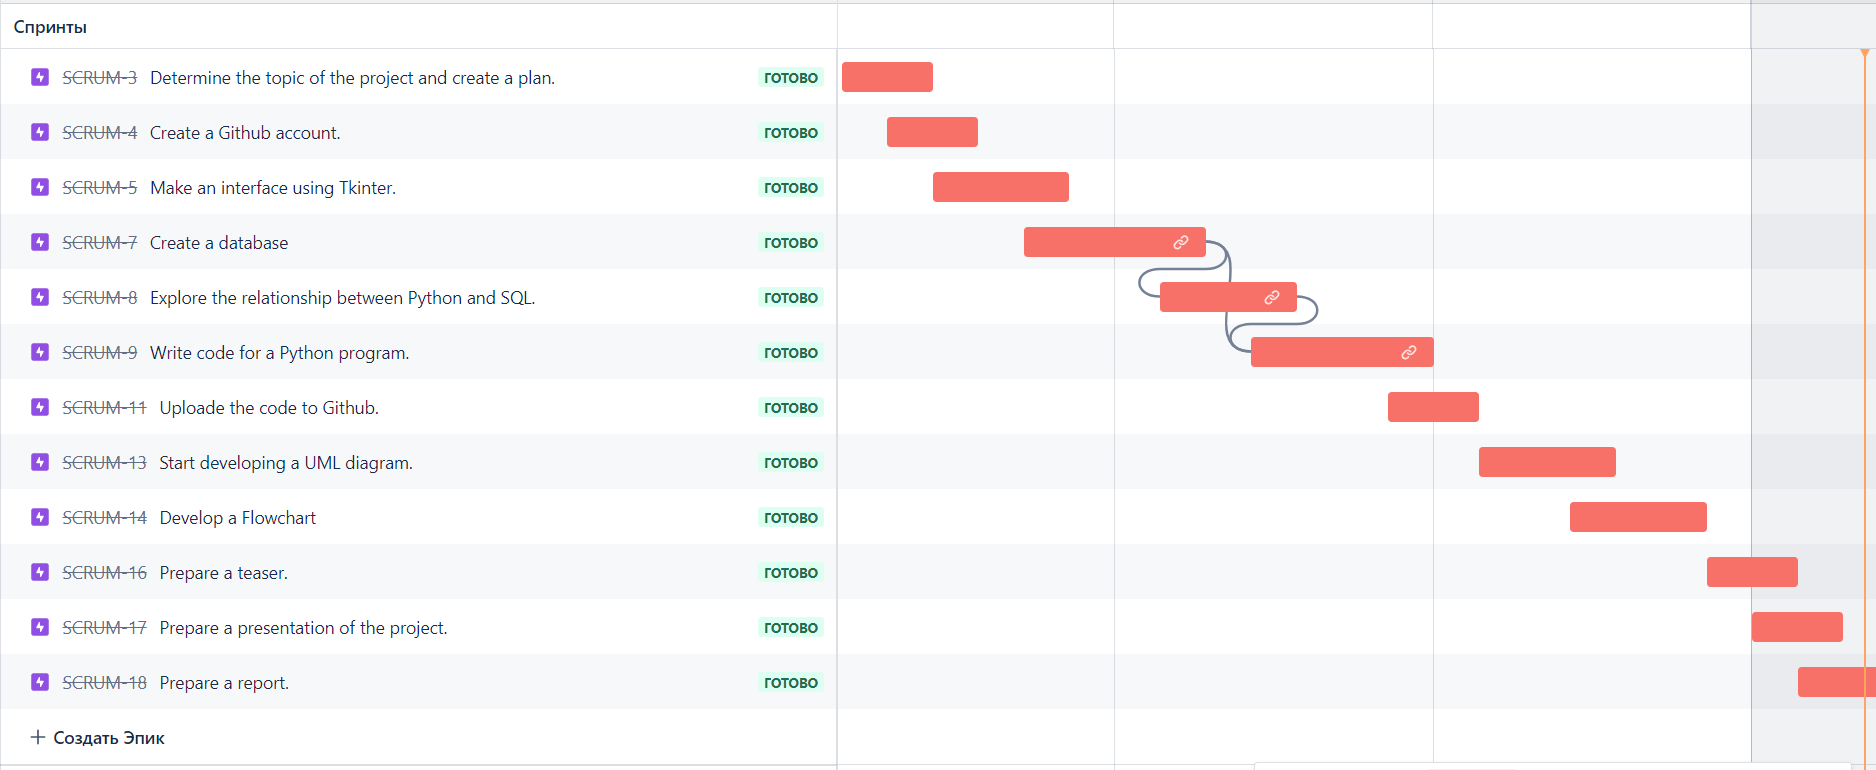 Спринты
SCRUM-3 Determine the topic of the project and create a plan. ГОТОВО
SCRUM-4 Create a Github account. ГОТОВО
SCRUM-5 Make an interface using Tkinter. ГОТОВО
SCRUM-7 Create a database ГОТОВО
SCRUM-8 Explore the relationship between Python and SQL. ГОТОВО
SCRUM-9 Write code for a Python program. ГОТОВО
SCRUM-11 Uploade the code to Github. ГОТОВО
SCRUM-13 Start developing a UML diagram. ГОТОВО
SCRUM-14 Develop a Flowchart ГОТОВО
SCRUM-16 Prepare a teaser. ГОТОВО
SCRUM-17 Prepare a presentation of the project. ГОТОВО
SCRUM-18 Prepare a report. ГОТОВО
+ Создать Эпик